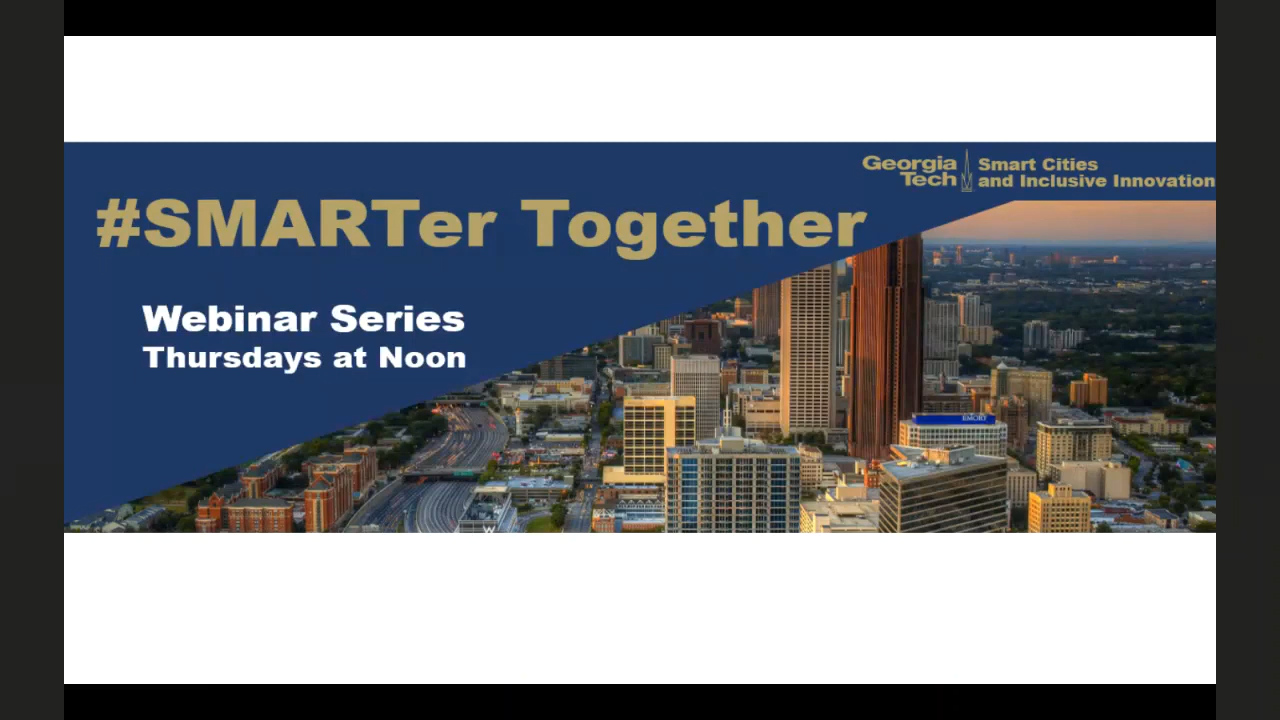 Georgia Tech
Smart Cities
and Inclusive Innovation
#SMARTer Together
Webinar Series
Thursdays at Noon
EMORY
W